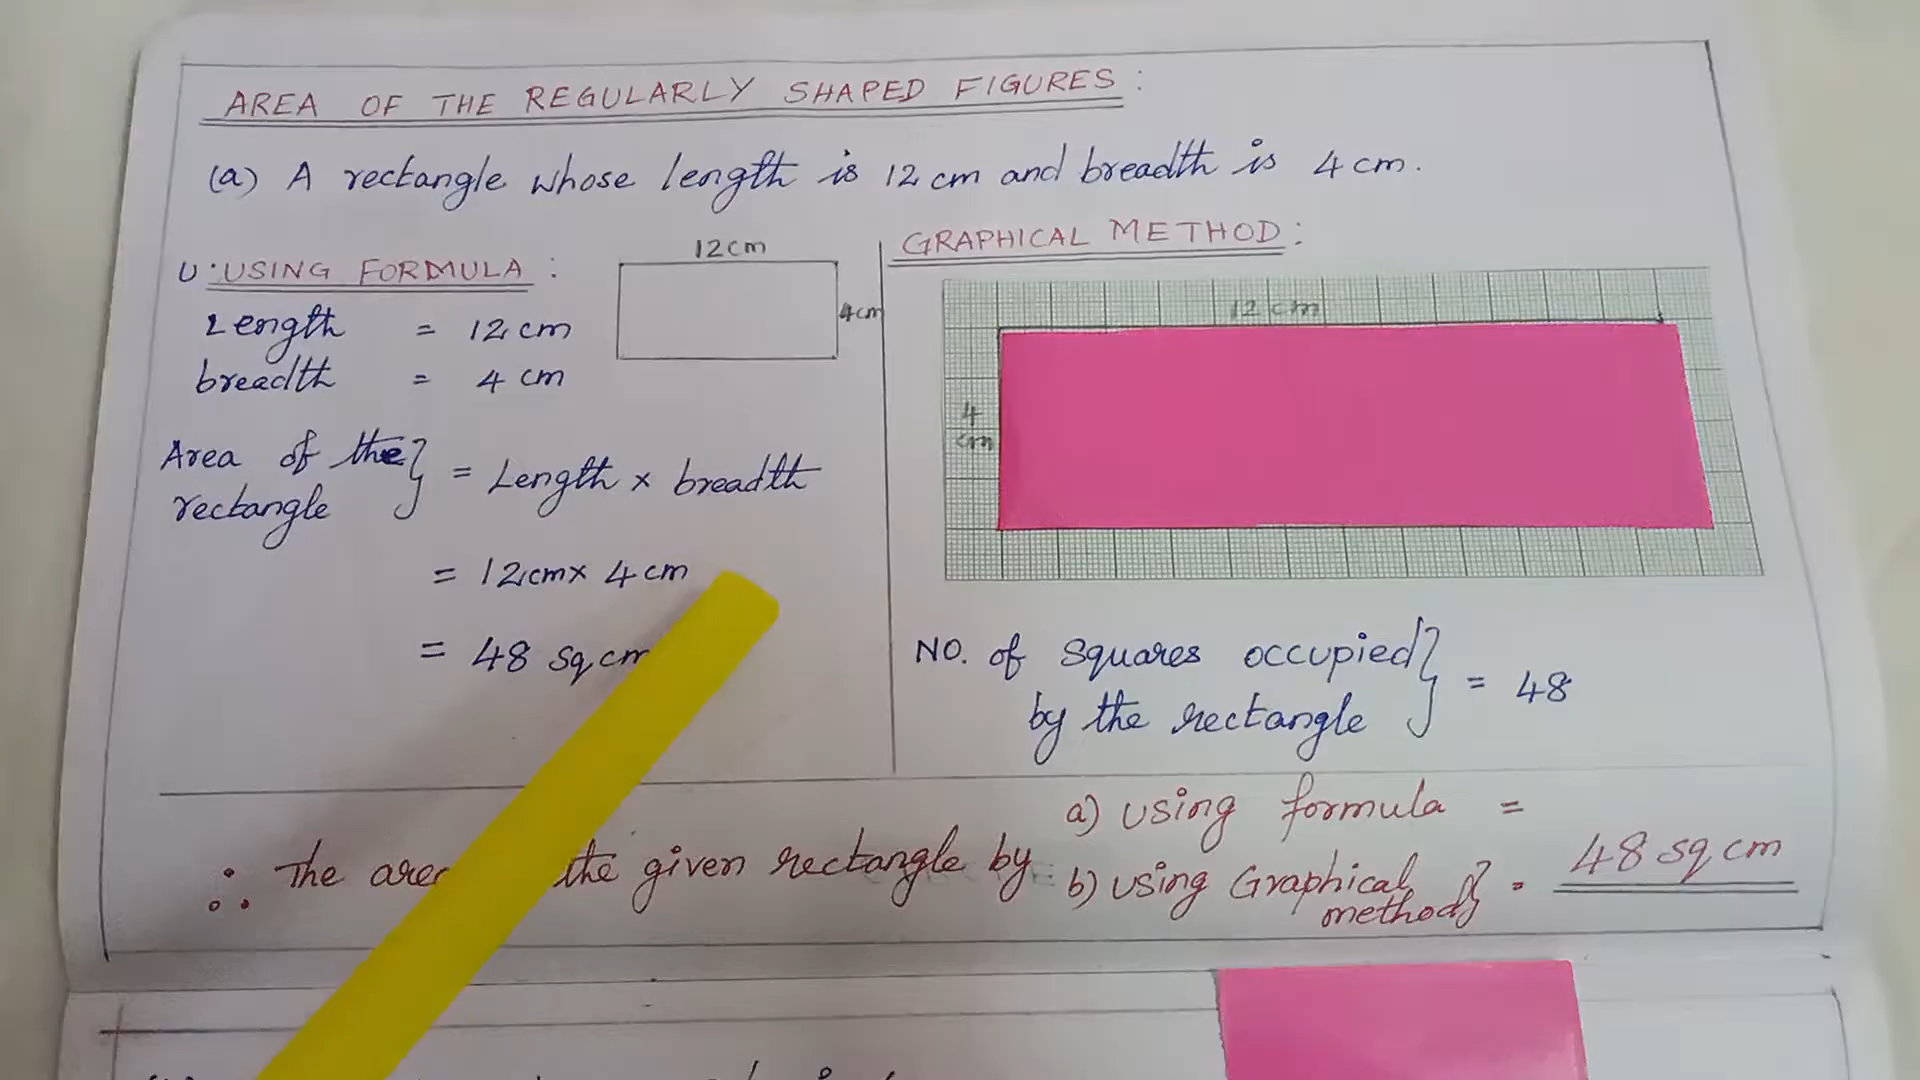 AREA OF THE REGULARLY SHAPED FIGURES :
(a) A rectangle whose length is 12 cm and breadth is 4 cm.
USING FORMULA :
12cm
4cm
Length = 12 cm
breadth = 4 cm
Area of the
rectangle } = Length × breadth
= 12cm× 4cm
= 48 sq cm
GRAPHICAL METHOD :
12 cm
4
cm
NO. of squares occupied
by the rectangle } = 48
∴ The area the given rectangle by
a) using formula =
b) using Graphical
method } = 48 sq cm